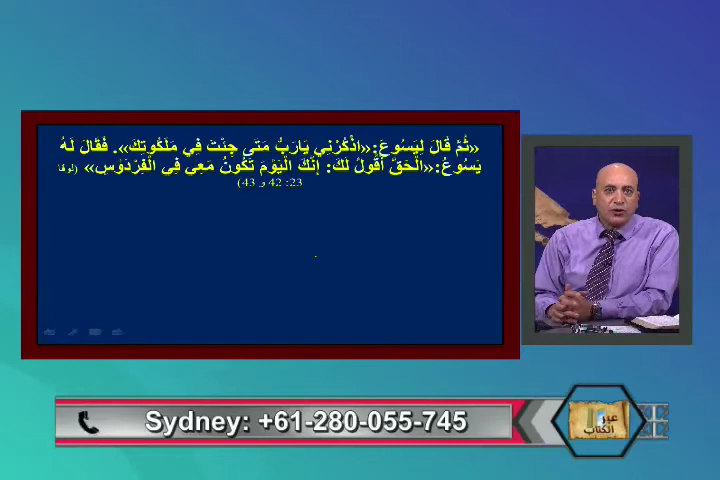 «ثُمَّ قَالَ لِيَسُوعَ:«اذْكُرْنِي يَارَبُّ مَتَى جِئْتَ فِي مَلَكُوتِكَ». فَقَالَ لَهُ
يَسُوعُ:«الْحَقَّ أَقُولُ لَكَ: إِنَّكَ الْيَوْمَ تَكُونُ مَعِي فِي الْفِرْدَوْسِ» (لوقا
23: 42 و 43)
Sydney: +61-280-055-745
عبر
الكتاب